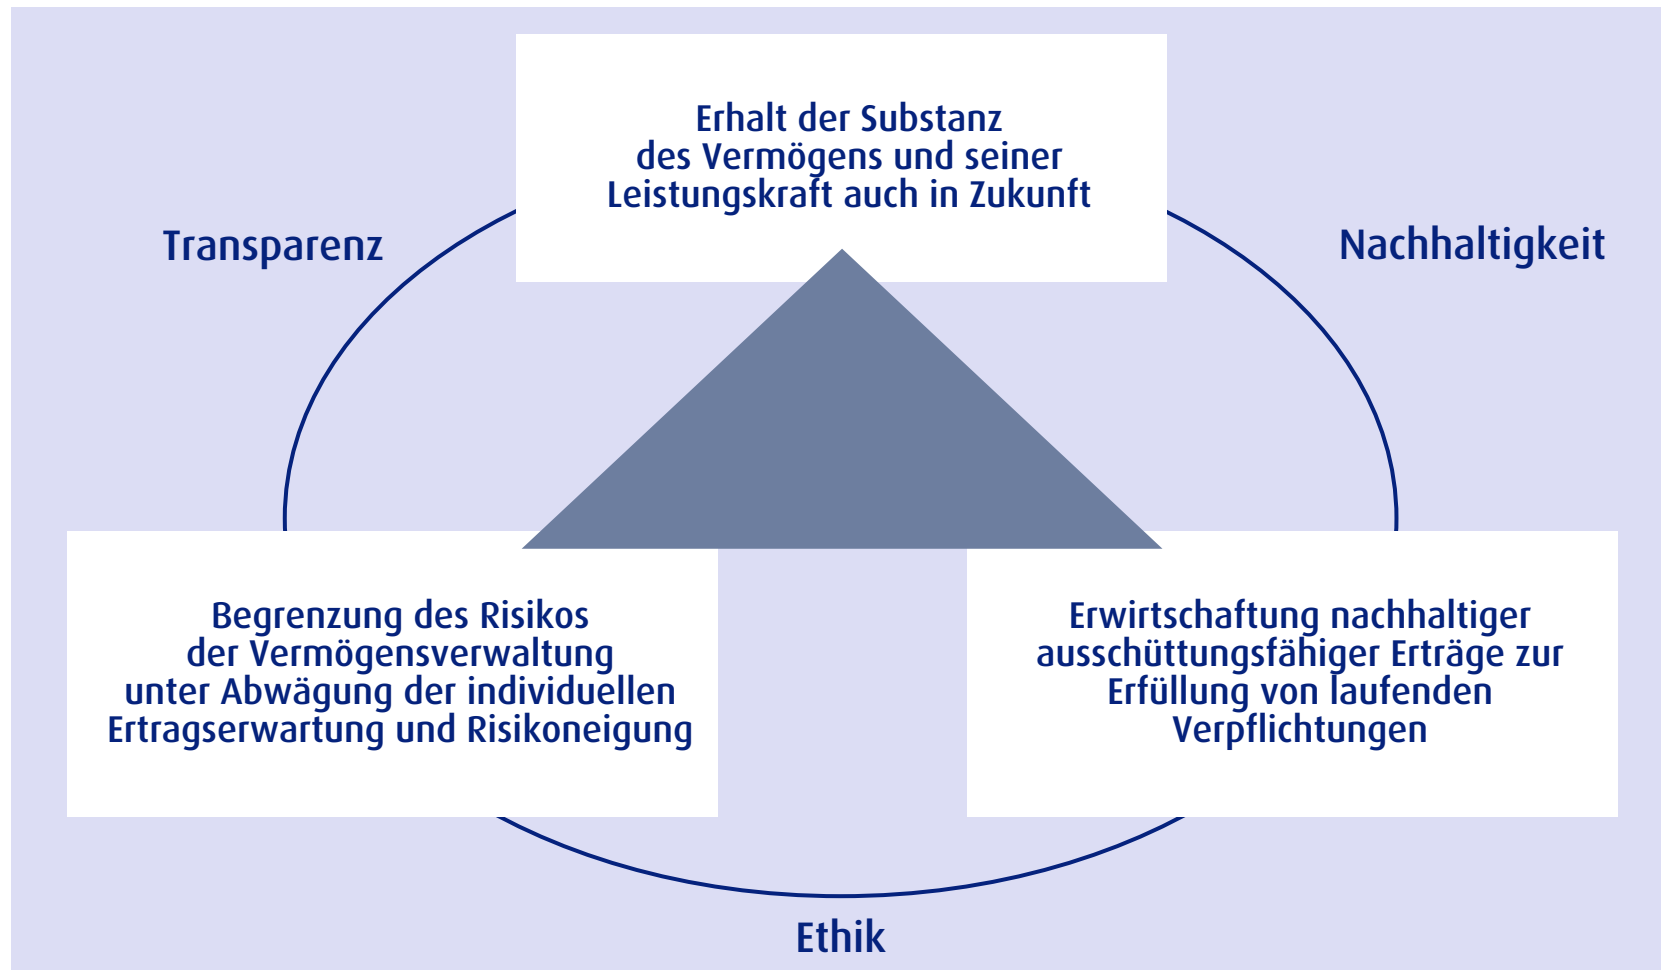 Erhalt der Substanz
des Vermögens und seiner
Leistungskraft auch in Zukunft
Transparenz
Nachhaltigkeit
Begrenzung des Risikos
der Vermögensverwaltung
unter Abwägung der individuellen
Ertragserwartung und Risikoneigung
Erwirtschaftung nachhaltiger
ausschüttungsfähiger Erträge zur
Erfüllung von laufenden
Verpflichtungen
Ethik